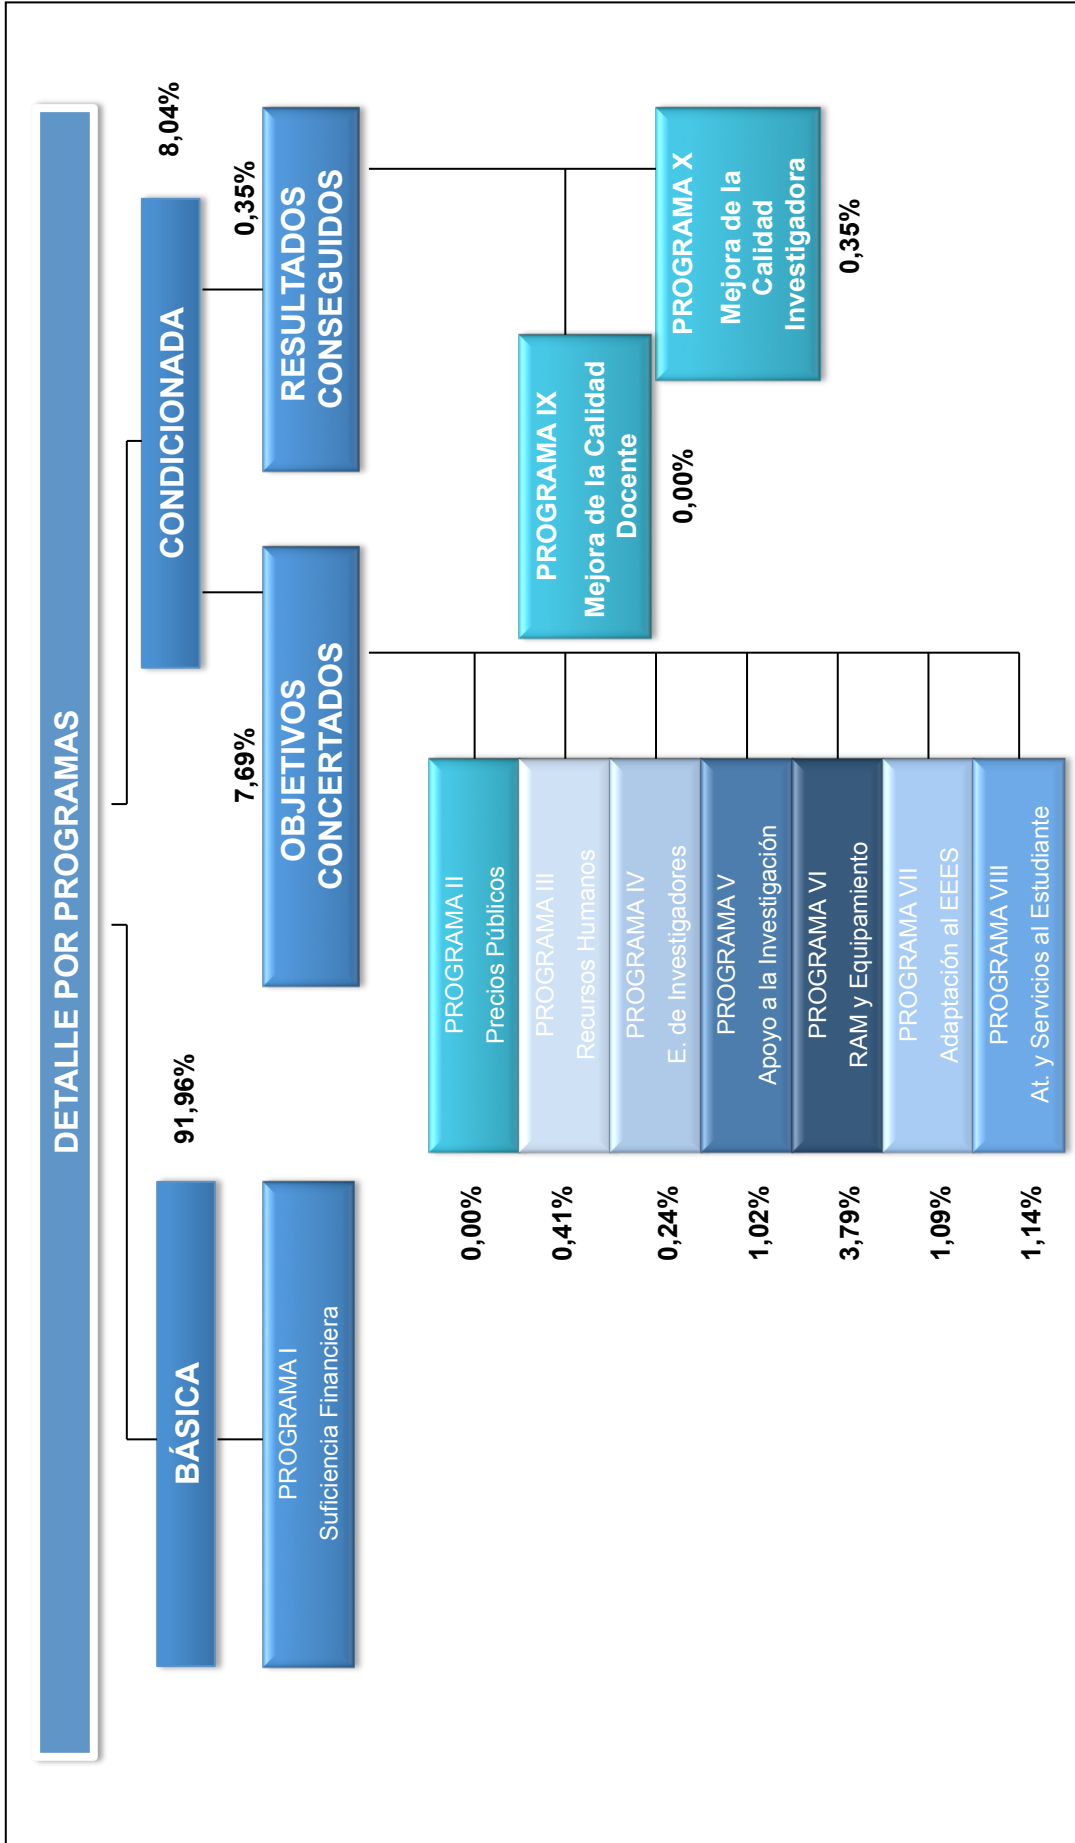 DETALLE POR PROGRAMAS
BÁSICA
91,96%
PROGRAMA I
Suficiencia Financiera
CONDICIONADA
8,04%
7,69%
OBJETIVOS
CONCERTADOS
0,35%
RESULTADOS
CONSEGUIDOS
0,00%
PROGRAMA II
Precios Públicos
0,41%
PROGRAMA III
Recursos Humanos
0,24%
PROGRAMA IV
E. de Investigadores
1,02%
PROGRAMA V
Apoyo a la Investigación
3,79%
PROGRAMA VI
RAM y Equipamiento
1,09%
PROGRAMA VII
Adaptación al EEES
1,14%
PROGRAMA VIII
At. y Servicios al Estudiante
PROGRAMA IX
Mejora de la Calidad
Docente
0,00%
PROGRAMA X
Mejora de la
Calidad
Investigadora
0,35%